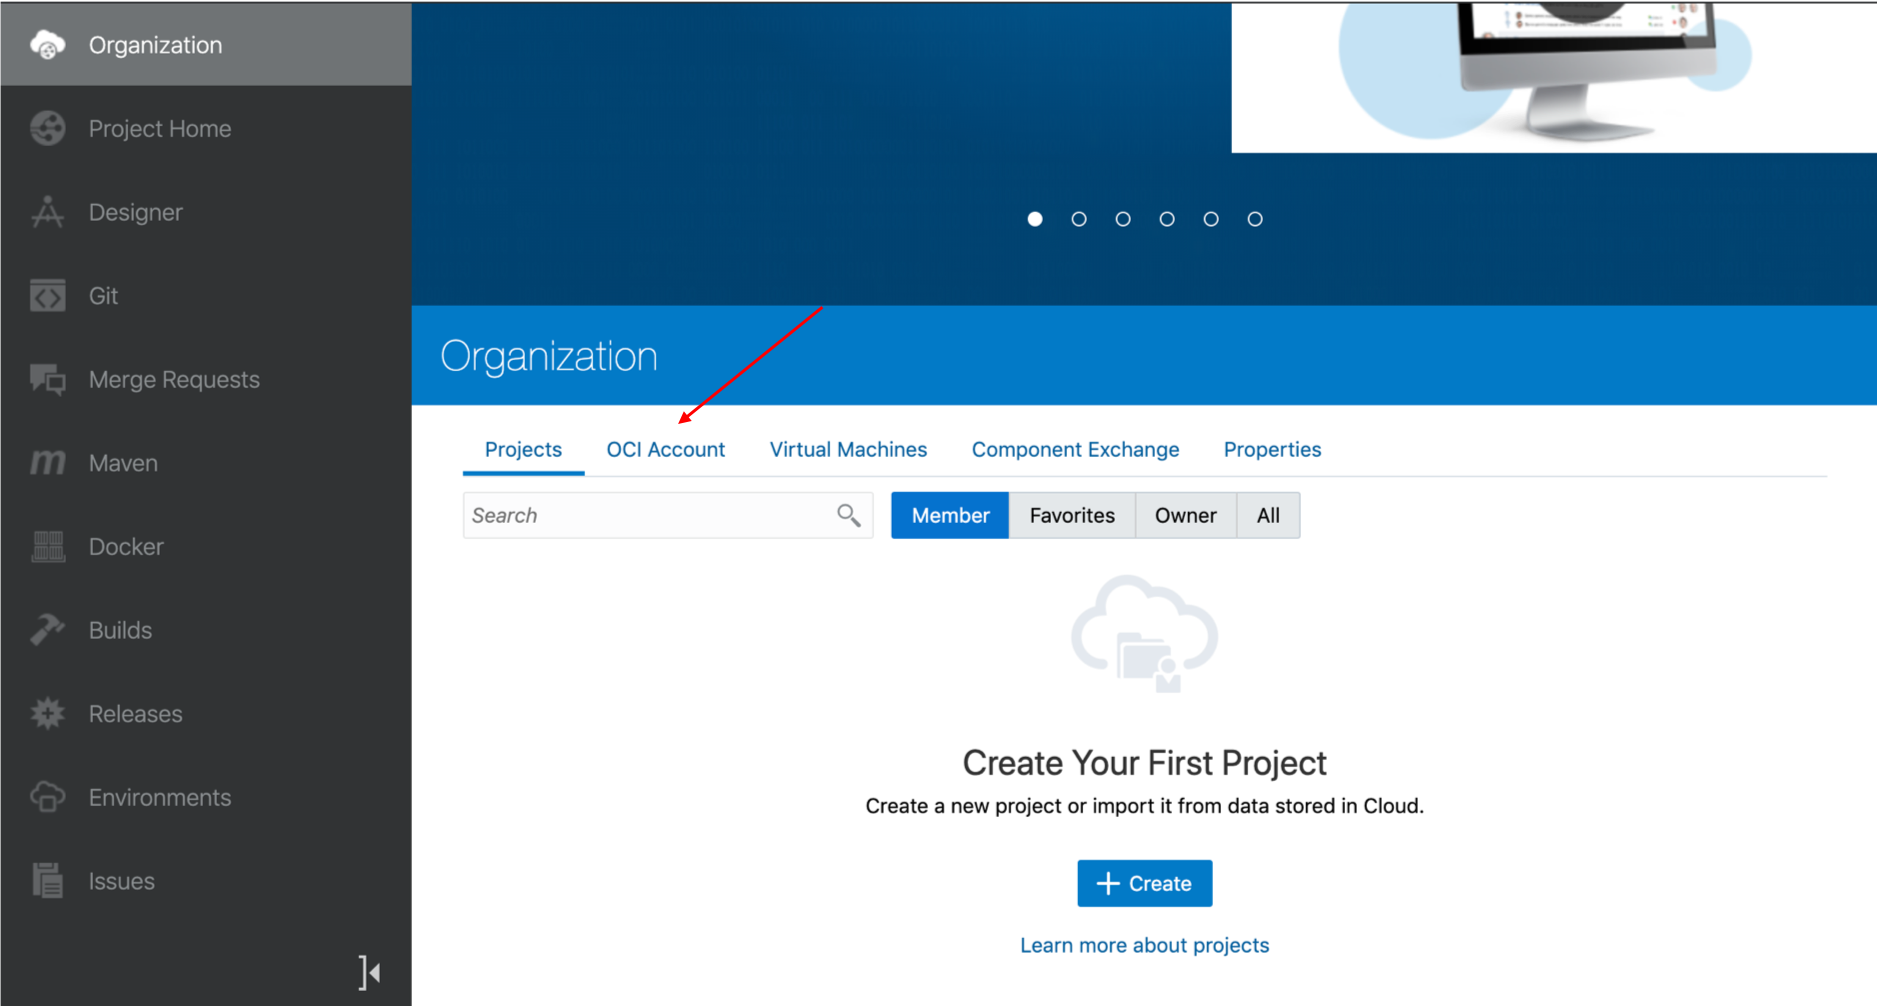 Organization
Project Home
Designer
Git
Merge Requests
Maven
Docker
Builds
Releases
Environments
Issues
Organization
Projects OCI Account Virtual Machines Component Exchange Properties
Search Member Favorites Owner All
Create Your First Project
Create a new project or import it from data stored in Cloud.
+ Create
Learn more about projects